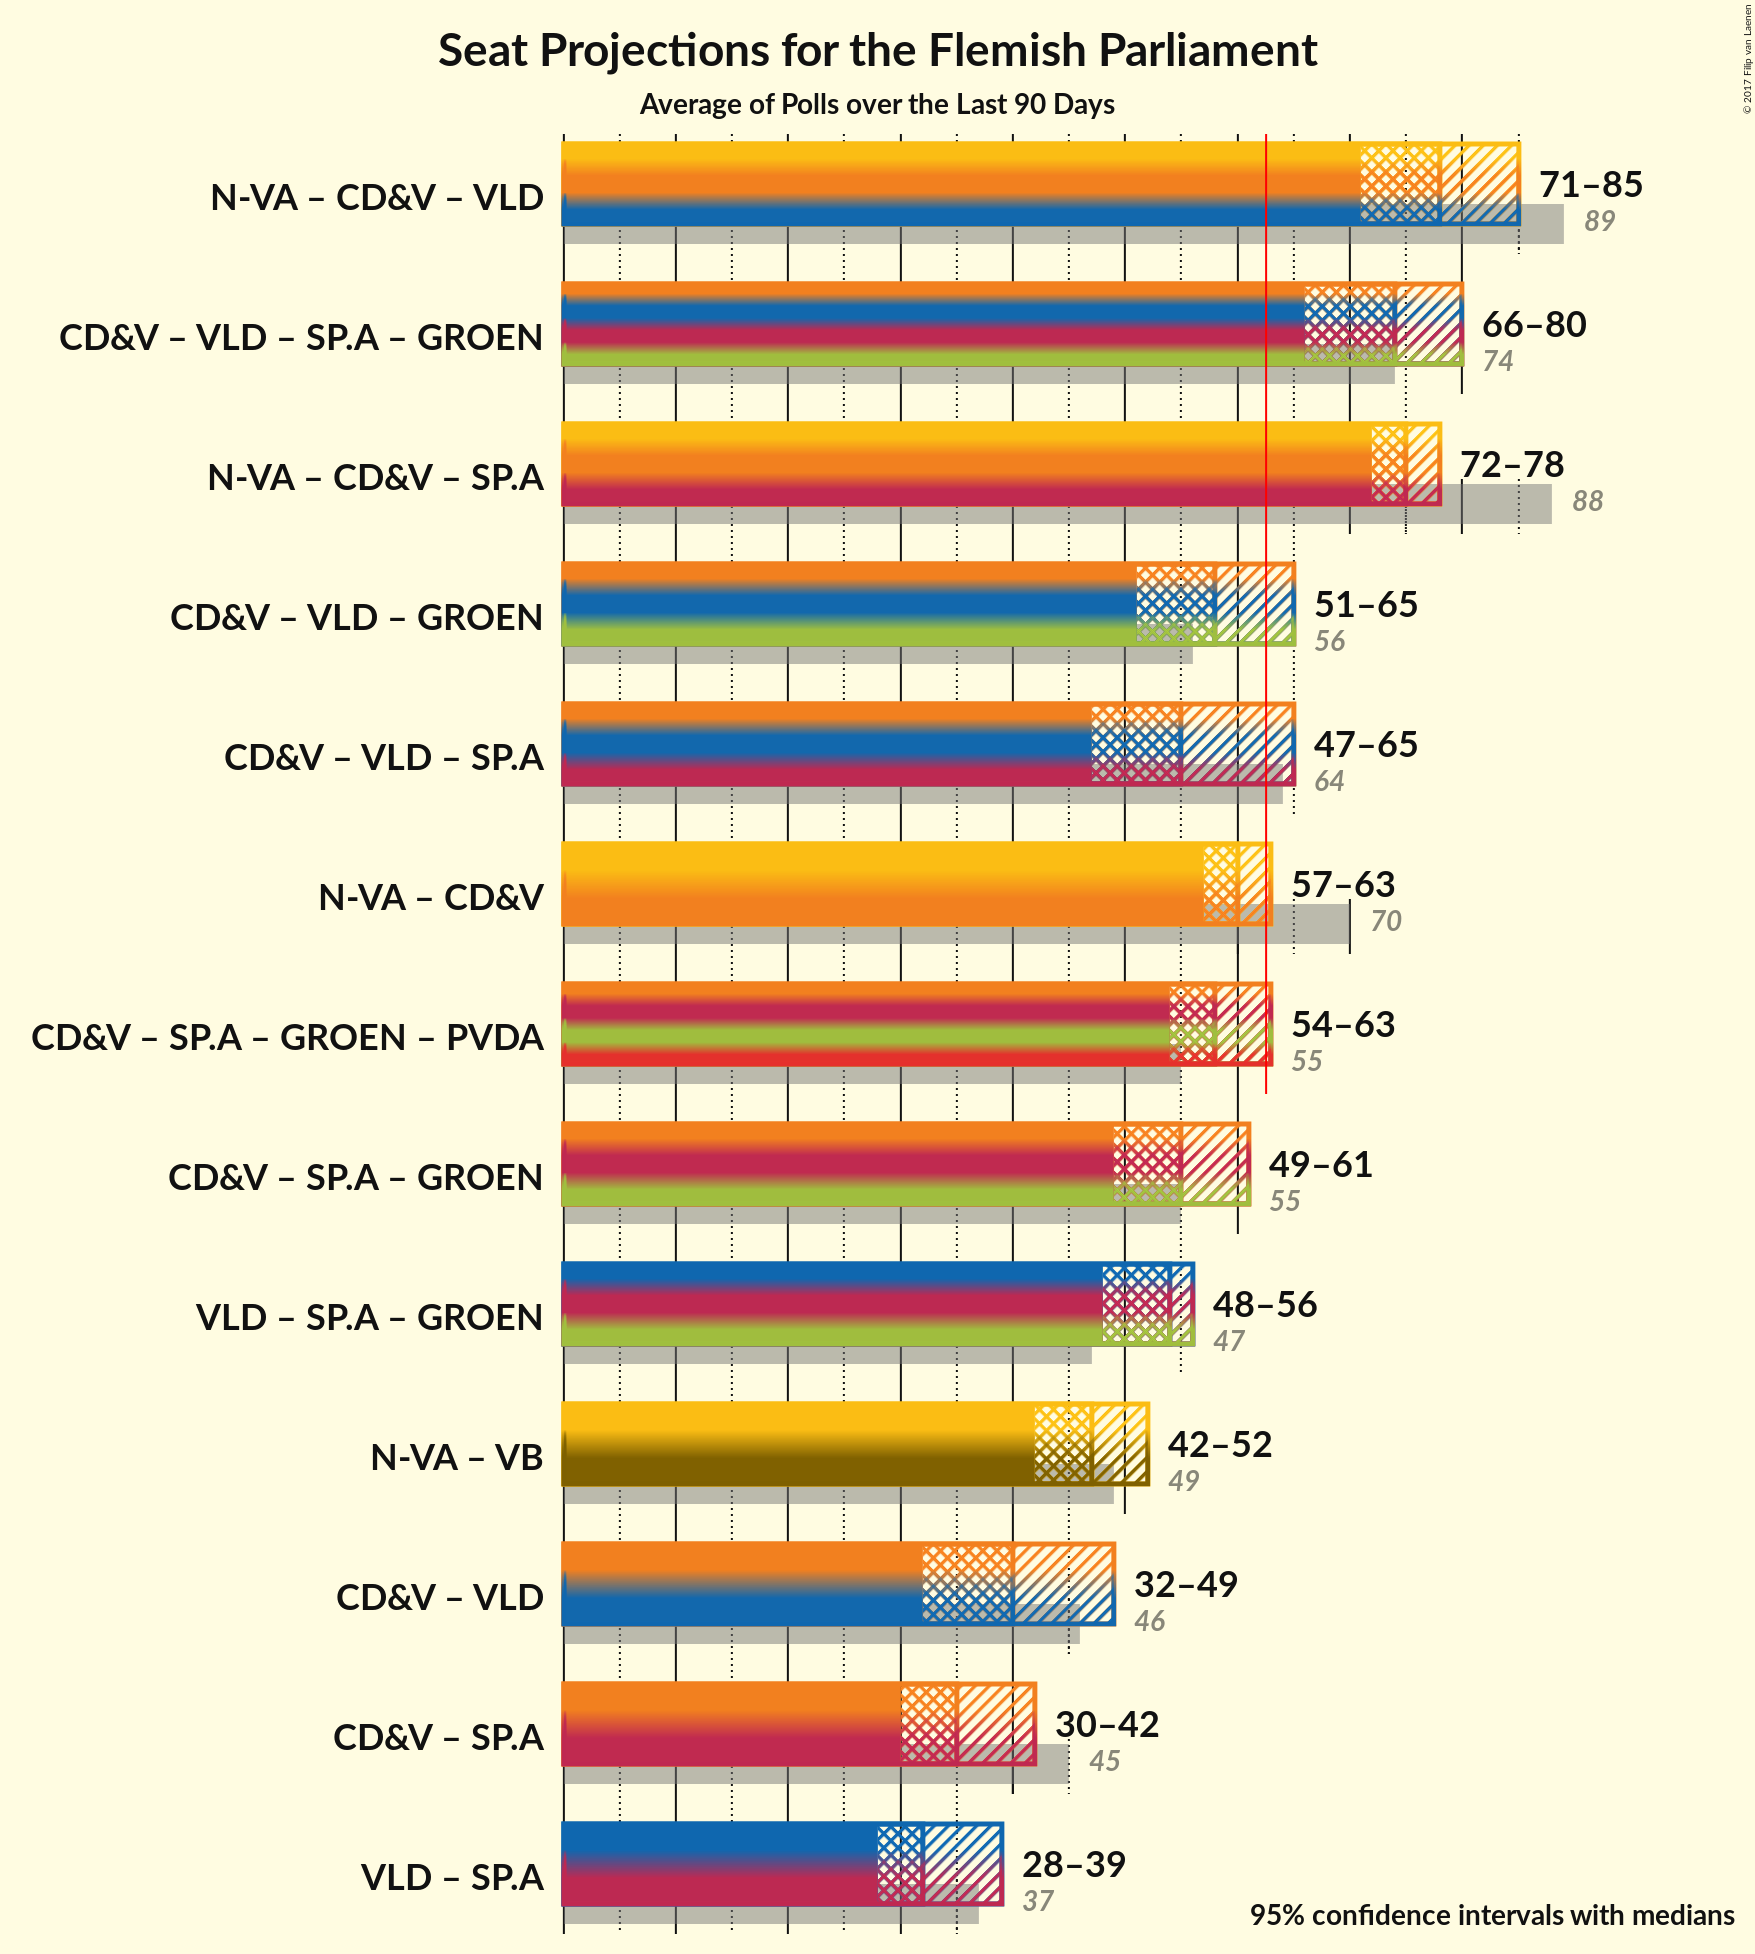 © 2017 Filip van Laenen
Seat Projections for the Flemish Parliament
Average of Polls over the Last 90 Days
N-VA – CD&V – VLD
71–85
89
CD&V – VLD – SP.A – GROEN
66–80
74
N-VA – CD&V – SP.A
72–78
88
CD&V – VLD – GROEN
51–65
56
CD&V – VLD – SP.A
47–65
64
N-VA – CD&V
57–63
70
CD&V – SP.A – GROEN – PVDA
54–63
55
CD&V – SP.A – GROEN
49–61
55
VLD – SP.A – GROEN
48–56
47
N-VA – VB
42–52
49
CD&V – VLD
32–49
46
CD&V – SP.A
30–42
45
VLD – SP.A
28–39
37
95% confidence intervals with medians